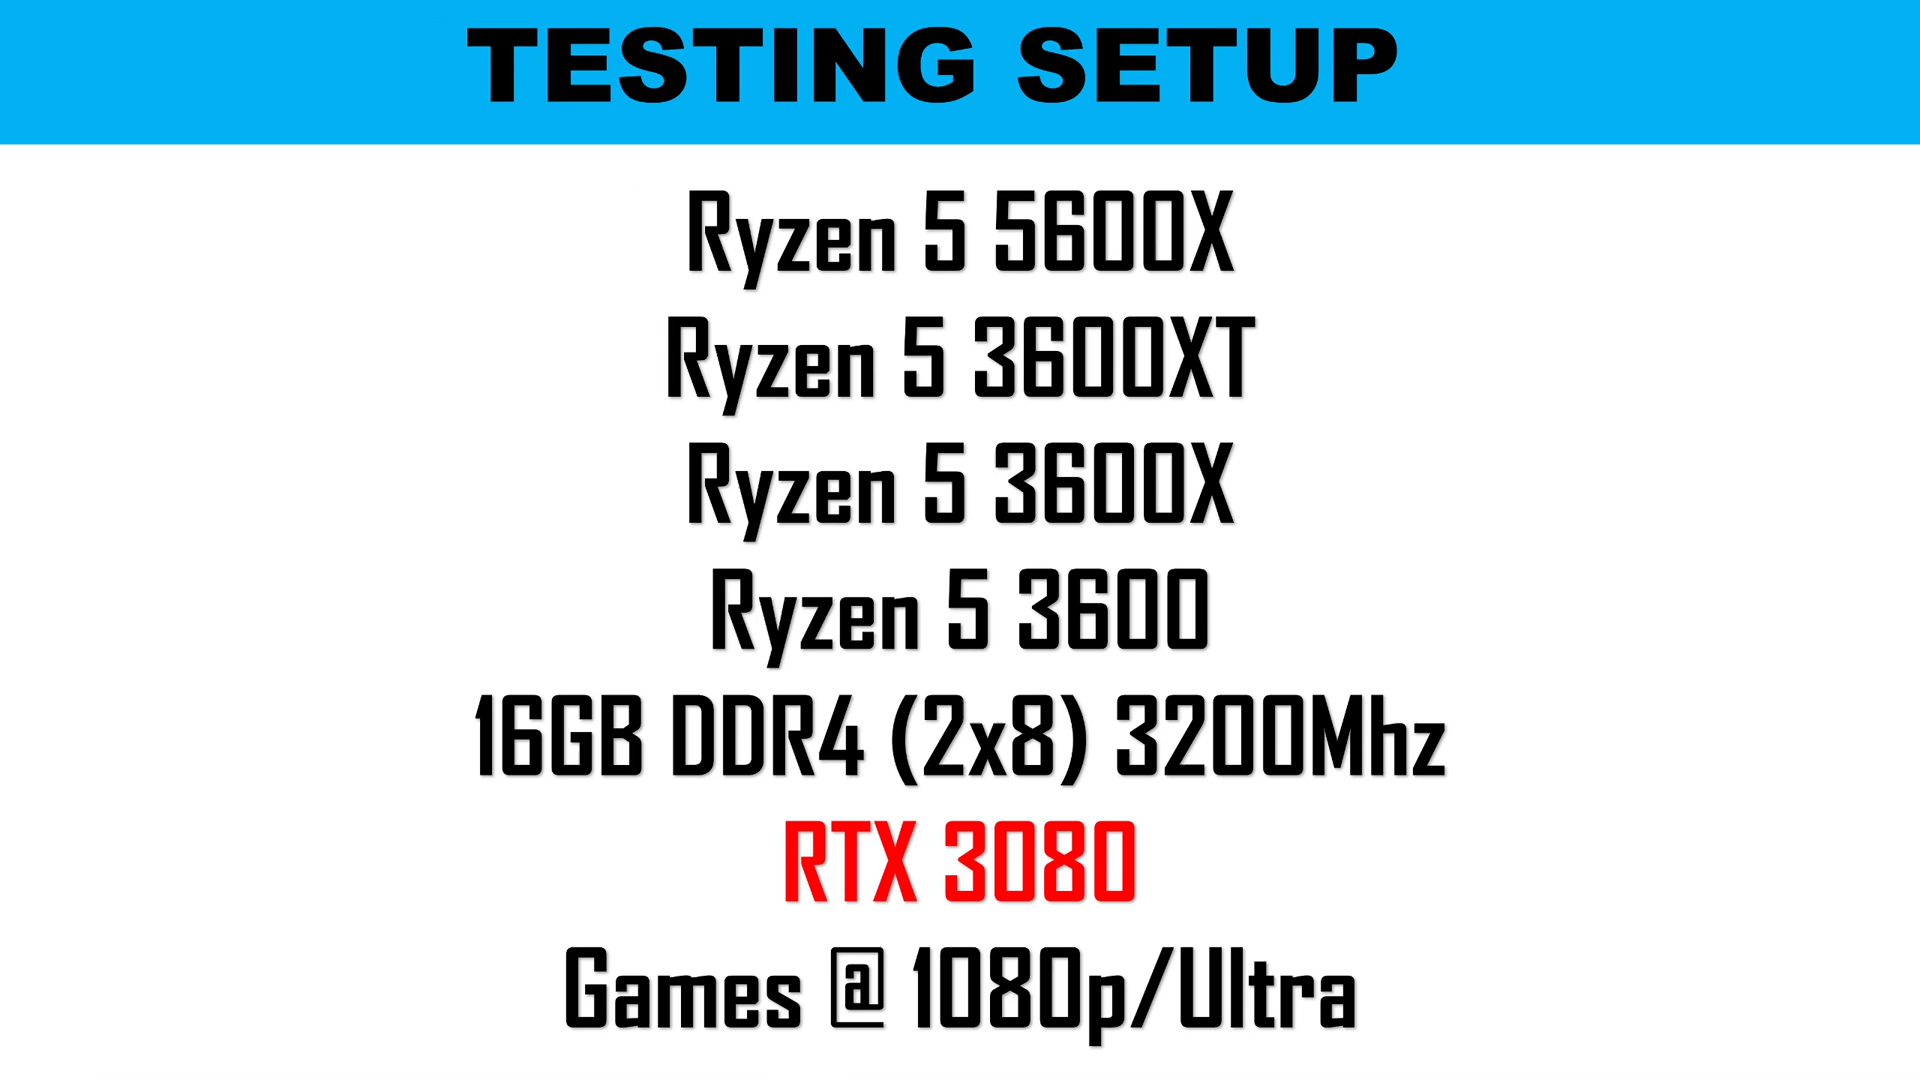 TESTING SETUP
Ryzen 5 5600X
Ryzen 5 3600XT
Ryzen 5 3600X
Ryzen 5 3600
16GB DDR4 (2x8) 3200Mhz
RTX 3080
Games @ 1080p/Ultra